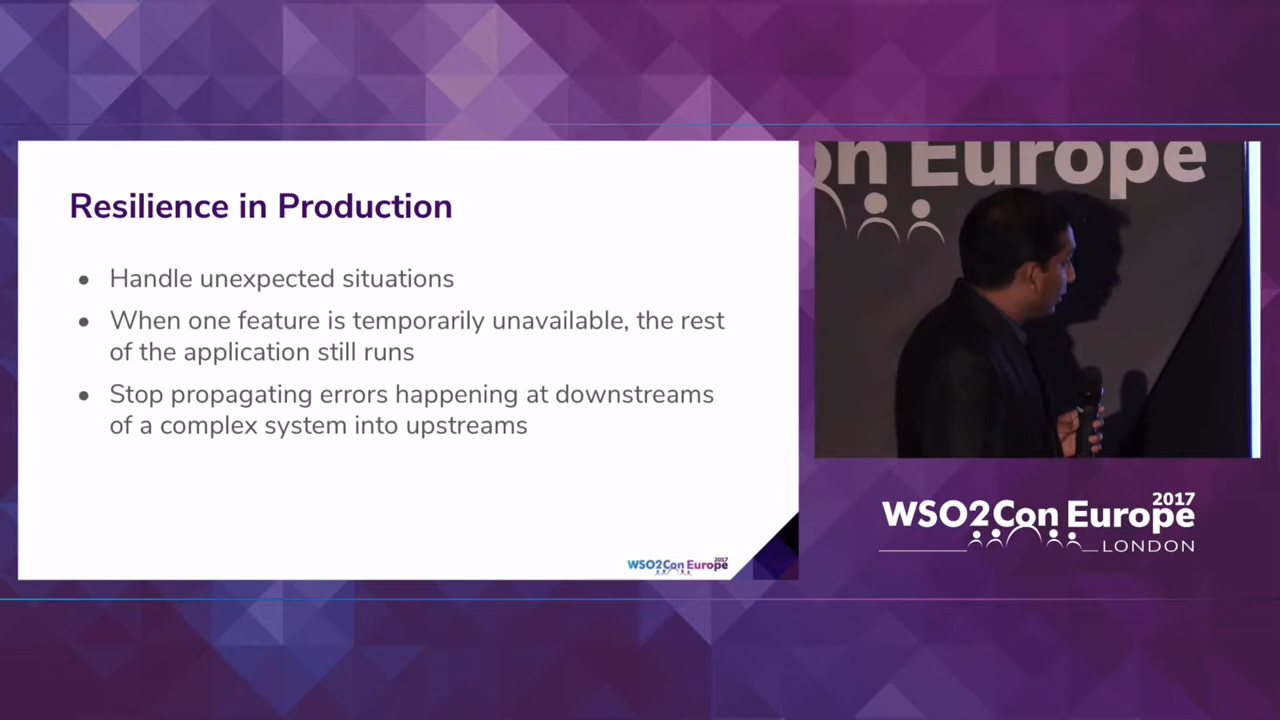 Resilience in Production
● Handle unexpected situations
● When one feature is temporarily unavailable, the rest
of the application still runs
● Stop propagating errors happening at downstreams
of a complex system into upstreams
WSO2Con Europe 2017
on Europe
2017
WSO2Con Europe
LONDON